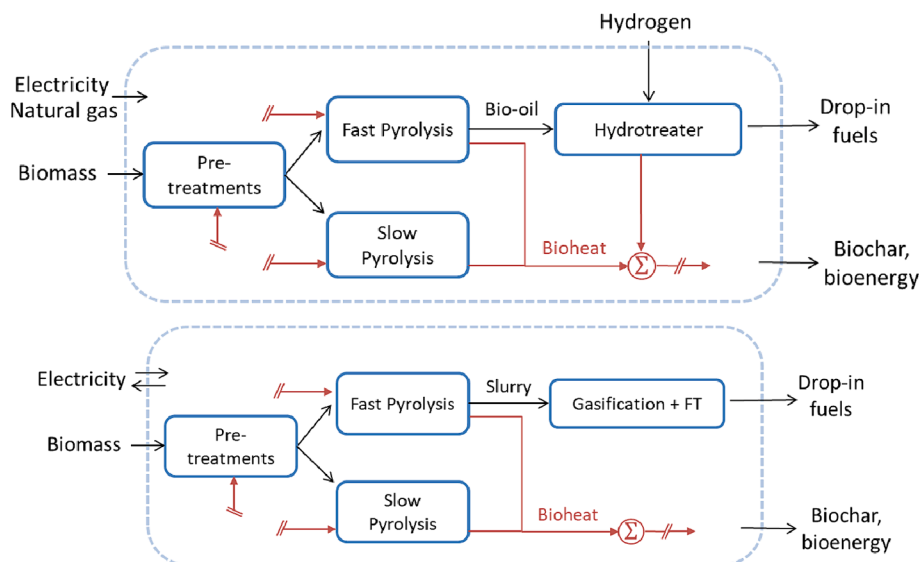 Hydrogen
Electricity
Natural gas
Bio-oil
Fast Pyrolysis
Hydrotreater
Drop-in
fuels
Biomass
Pre-
treatments
Slow
Pyrolysis
Bioheat
Σ
Biochar,
bioenergy
Electricity
Slurry
Fast Pyrolysis
Gasification + FT
Drop-in
fuels
Biomass
Pre-
treatments
Slow
Pyrolysis
Bioheat
Σ
Biochar,
bioenergy